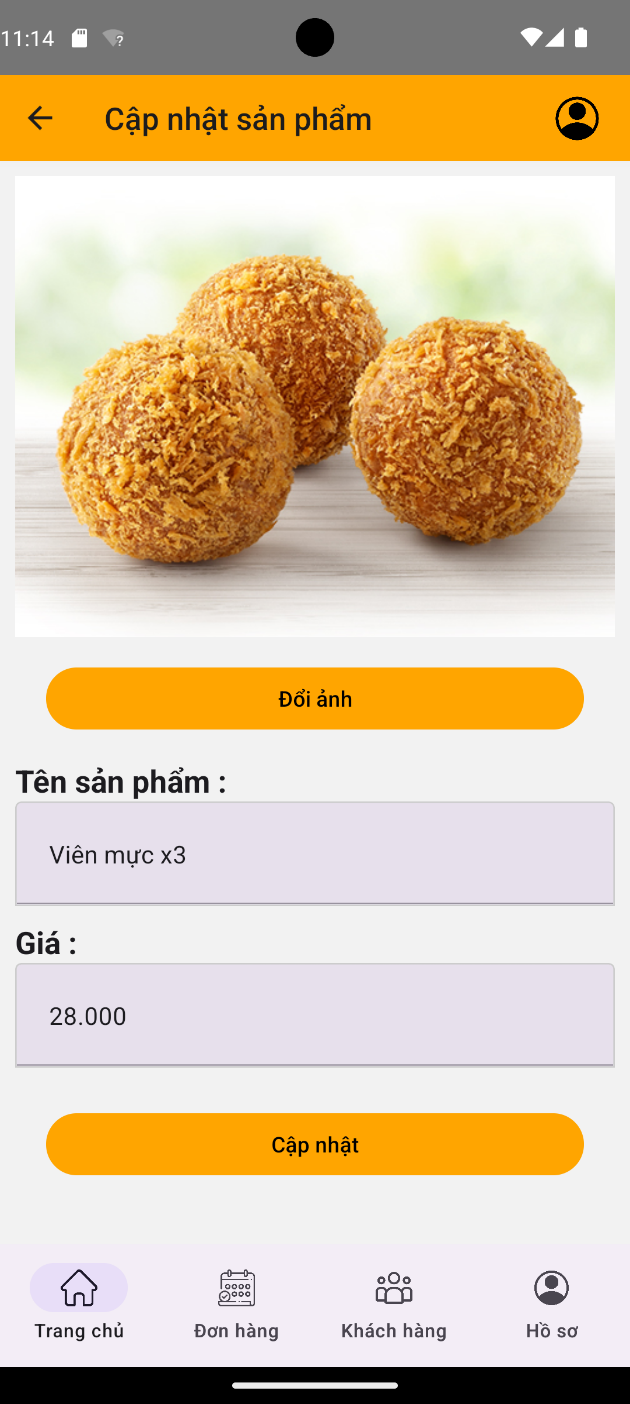 11:14
?
Cập nhật sản phẩm
Đổi ảnh
Tên sản phẩm :
Viên mực x3
Giá :
28.000
Cập nhật
Trang chủ
Đơn hàng
Khách hàng
Hồ sơ